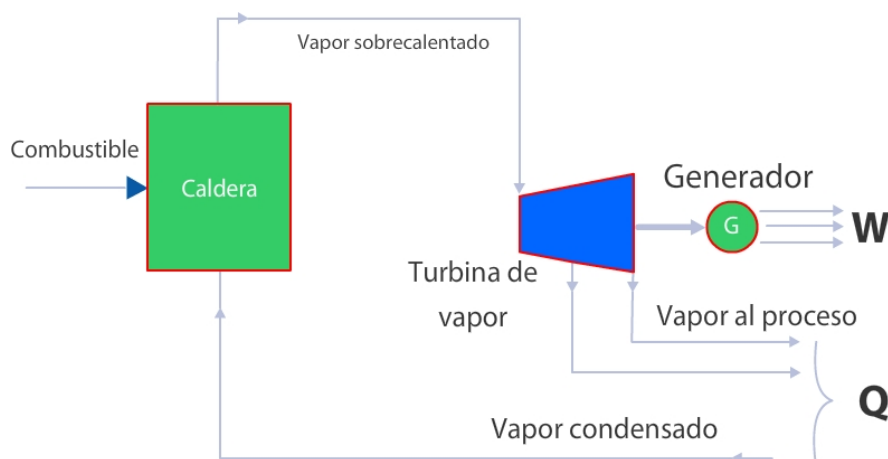 Vapor sobrecalentado
Combustible
Caldera
Generador
G
W
Turbina de
vapor
Vapor al proceso
Q
Vapor condensado